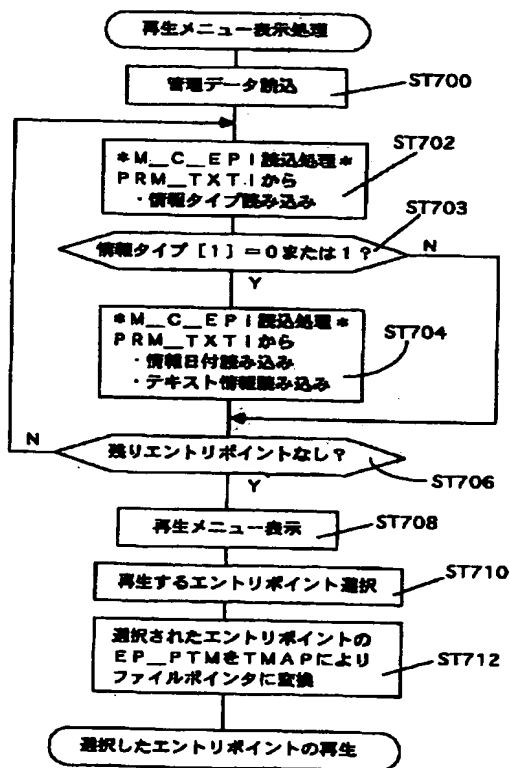 再生メニュー表示処理
管理データ読込
ST700
*M__C__EPI読込処理*
PRM__TXTIから
・情報タイプ読み込み
ST702
ST703
情報タイプ [1] =0または1?
N
Y
*M__C__EPI読込処理*
PRM__TXTIから
・情報日付読み込み
・テキスト情報読み込み
ST704
N
残りエントリポイントなし?
ST706
Y
再生メニュー表示
ST708
再生するエントリポイント選択
ST710
選択されたエントリポイントの
EP__PTMをTMAPにより
ファイルポインタに変換
ST712
選択したエントリポイントの再生